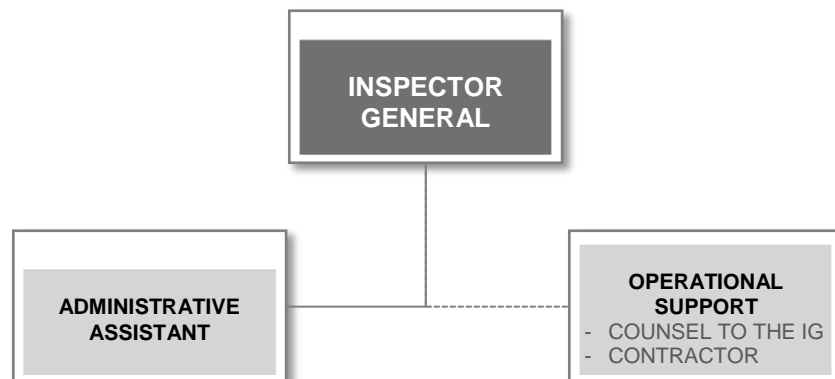 INSPECTOR
GENERAL
ADMINISTRATIVE
ASSISTANT
OPERATIONAL
SUPPORT
- COUNSEL TO THE IG
- CONTRACTOR